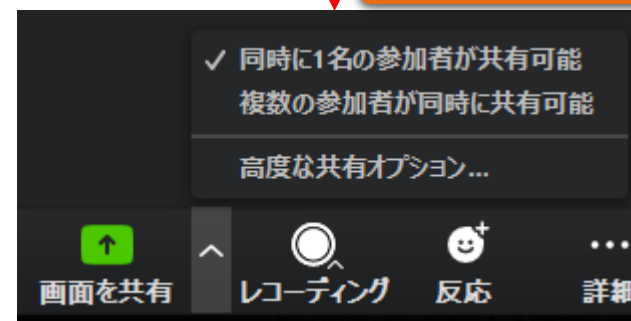 同時に1名の参加者が共有可能
複数の参加者が同時に共有可能
高度な共有オプション...
画面を共有
レコーディング
反応
詳細